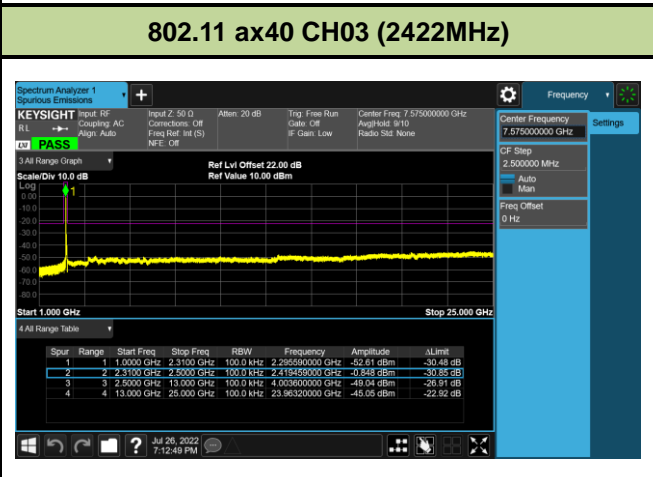 802.11 ax40 CH03 (2422MHz)
Spectrum Analyzer 1
Spurious Emissions
Frequency
KEYSIGHT
RL
LXI PASS
Input: RF
Coupling: AC
Align: Auto
Input Z: 50 Ω
Corrections: Off
Freq Ref: Int (S)
NFE: Off
Atten: 20 dB
Trig: Free Run
Gate: Off
IF Gain: Low
Center Freq: 7.575000000 GHz
Avg|Hold: 9/10
Radio Std: None
Center Frequency
7.575000000 GHz
Settings
CF Step
2.500000 MHz
Auto
Man
Freq Offset
0 Hz
3 All Range Graph
Scale/Div 10.0 dB
Ref Lvl Offset 22.00 dB
Ref Value 10.00 dBm
Log
1
0.00
-10.0
-20.0
-30.0
-40.0
-50.0
-60.0
-70.0
-80.0
Start 1.000 GHz
Stop 25.000 GHz
4 All Range Table
Spur Range Start Freq Stop Freq RBW Frequency Amplitude ΔLimit
1 1 1.0000 GHz 2.3100 GHz 100.0 kHz 2.295590000 GHz -52.61 dBm -30.48 dB
2 2 2.3100 GHz 2.5000 GHz 100.0 kHz 2.419459000 GHz -0.848 dBm -30.85 dB
3 3 2.5000 GHz 13.000 GHz 100.0 kHz 4.003600000 GHz -49.04 dBm -26.91 dB
4 4 13.000 GHz 25.000 GHz 100.0 kHz 23.96320000 GHz -45.05 dBm -22.92 dB
?
Jul 26, 2022
7:12:49 PM